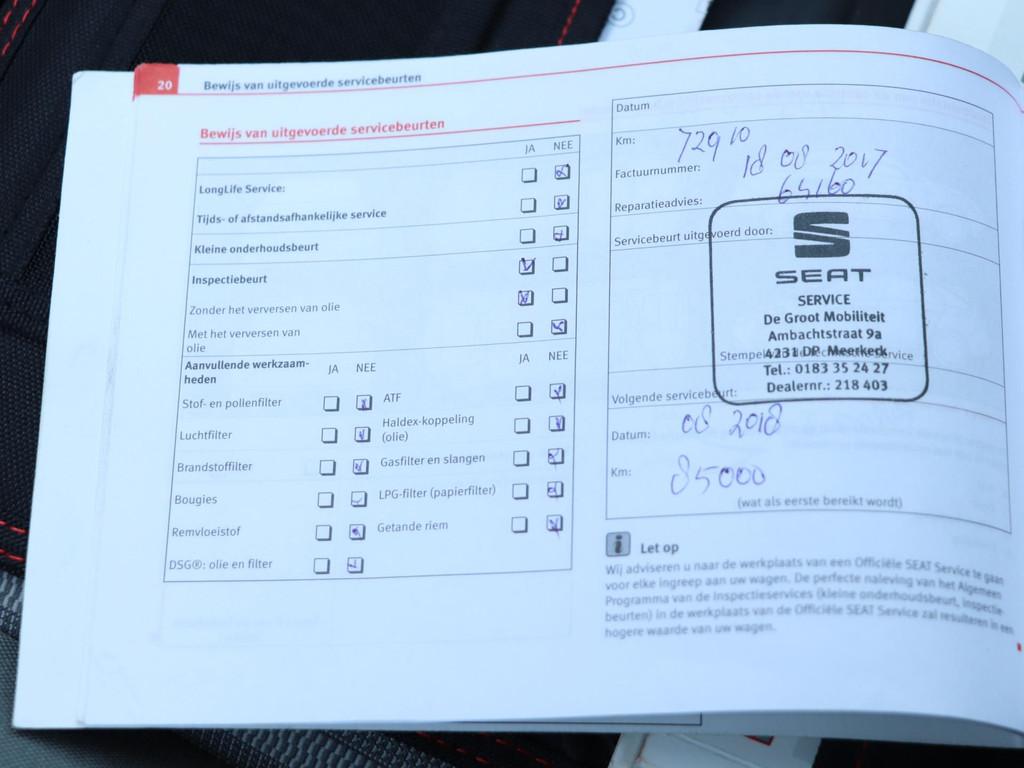 20 Bewijs van uitgevoerde servicebeurten
Bewijs van uitgevoerde servicebeurten
JA NEE
LongLife Service:
Tijds- of afstandsafhankelijke service
Kleine onderhoudsbeurt
Inspectiebeurt
Zonder het verversen van olie
Met het verversen van
olie
Aanvullende werkzaam-
heden
JA NEE
JA NEE
Stof- en pollenfilter
ATF
Luchtfilter
Haldex-koppeling
(olie)
Brandstoffilter
Gasfilter en slangen
Bougies
LPG-filter (papierfilter)
Remvloeistof
Getande riem
DSG®: olie en filter
Datum
Km: 72910
18 08 2017
Factuurnummer:
64160
Reparatieadvies:
Servicebeurt uitgevoerd door:
SEAT
SERVICE
De Groot Mobiliteit
Ambachtstraat 9a
4231 DP Meerkerk
Tel.: 0183 35 24 27
Dealernr.: 218 403
Volgende servicebeurt:
Datum: 08 2018
Km: 85000
(wat als eerste bereikt wordt)
i Let op
Wij adviseren u naar de werkplaats van een Officiële SEAT Service te gaan
voor elke ingreep aan uw wagen. De perfecte naleving van het Algemeen
Programma van de Inspectieservices (kleine onderhoudsbeurt, inspectie-
beurten) in de werkplaats van de Officiële SEAT Service zal resulteren in een
hogere waarde van uw wagen.